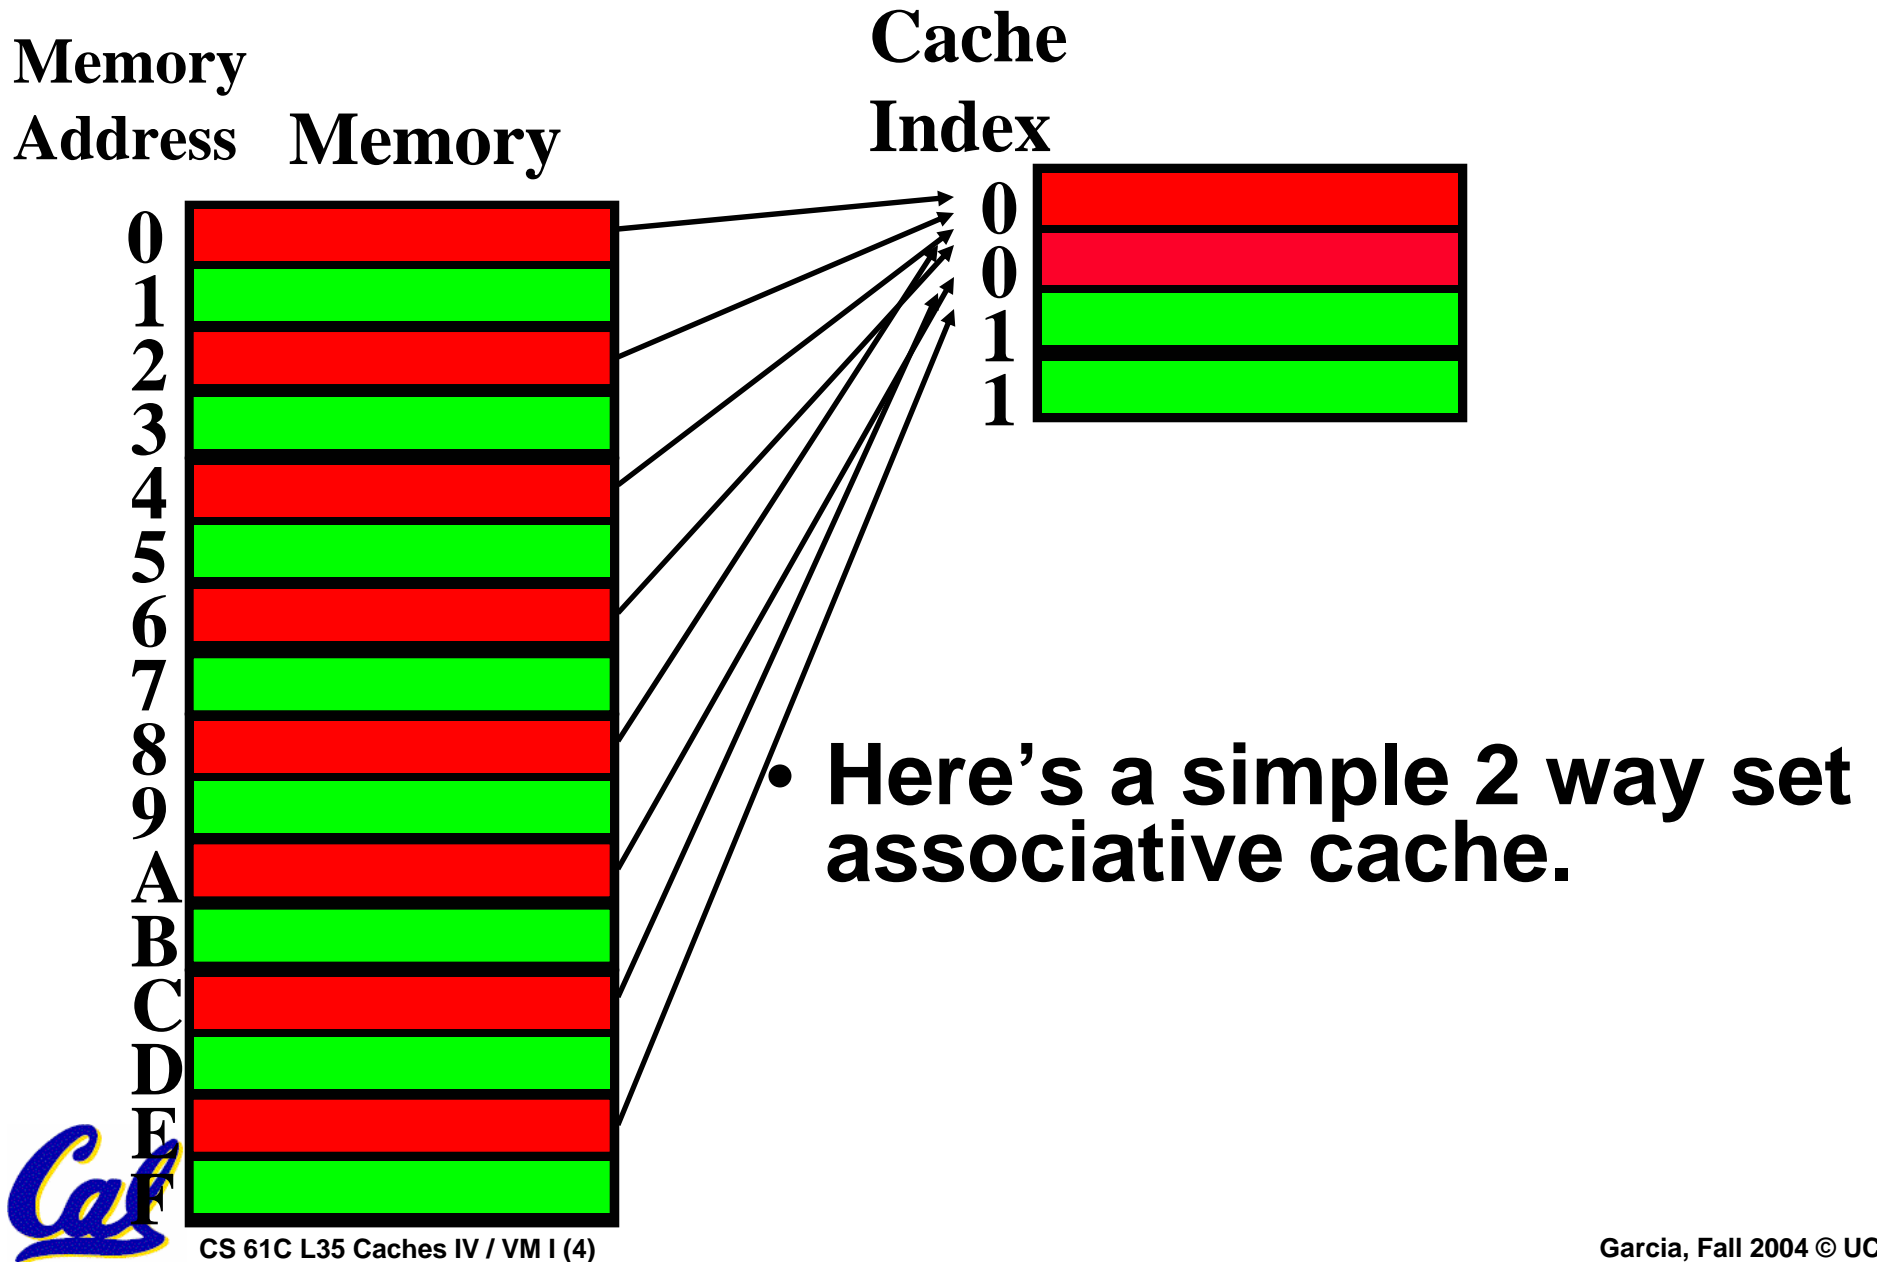 Memory
Address
Memory
Cache
Index
0
1
2
3
4
5
6
7
8
9
A
B
C
D
E
F
0
0
1
1
• Here’s a simple 2 way set
associative cache.
Cal
CS 61C L35 Caches IV / VM I (4)
Garcia, Fall 2004 © UC